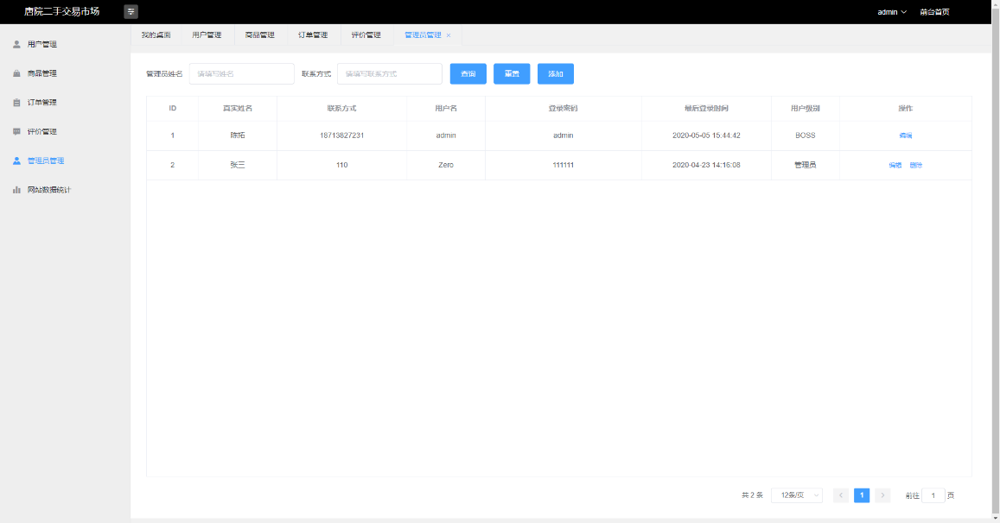 唐院二手交易市场
admin 前台首页
用户管理
商品管理
订单管理
评价管理
管理员管理
网站数据统计
我的桌面 用户管理 商品管理 订单管理 评价管理 管理员管理 ×
管理员姓名 请填写姓名 联系方式 请填写联系方式 查询 重置 添加
ID 真实姓名 联系方式 用户名 登录密码 最后登录时间 用户级别 操作
1 陈拓 18713827231 admin admin 2020-05-05 15:44:42 BOSS 编辑
2 张三 110 Zero 111111 2020-04-23 14:16:08 管理员 编辑 删除
共 2 条 12条/页 < 1 > 前往 1 页